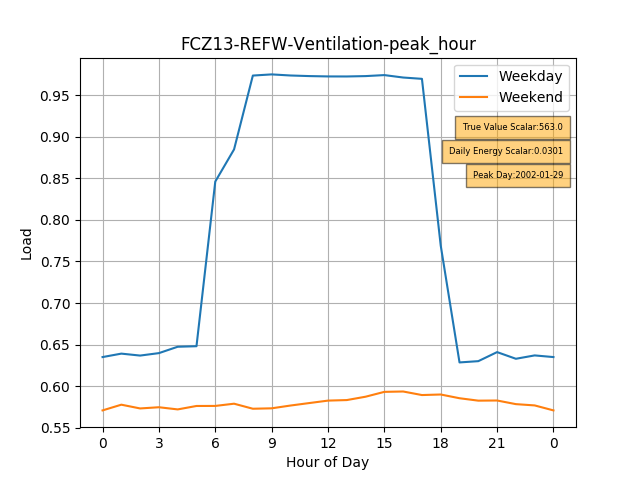 FCZ13-REFW-Ventilation-peak_hour
Weekday
Weekend
True Value Scalar:563.0
Daily Energy Scalar:0.0301
Peak Day:2002-01-29
Load
0.95
0.90
0.85
0.80
0.75
0.70
0.65
0.60
0.55
0 3 6 9 12 15 18 21 0
Hour of Day